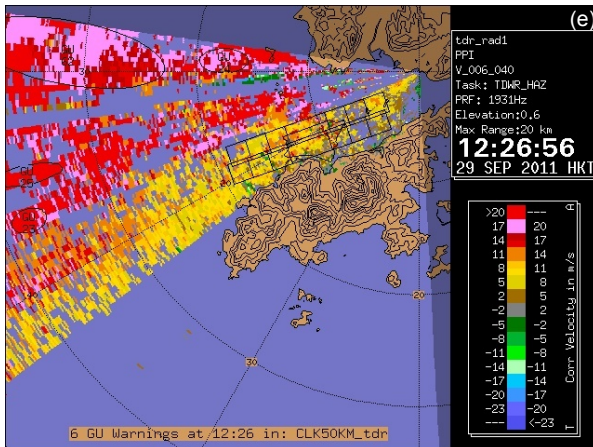 (e)
tdr_rad1
PPI
V_006_040
Task: TDWR_HAZ
PRF: 1931Hz
Elevation:0.6
Max Range:20 km
12:26:56
29 SEP 2011 HKT
>20 ---
17 20
14 17
11 14
8 11
5 8
2 5
-2 2
-5 -2
-8 -5
-11 -8
-14 -11
-17 -14
-20 -17
-23 -20
--- <-23
A
Corr Velocity in m/s
T
GU
GU
GU
20
30
6 GU Warnings at 12:26 in: CLK50KM_tdr